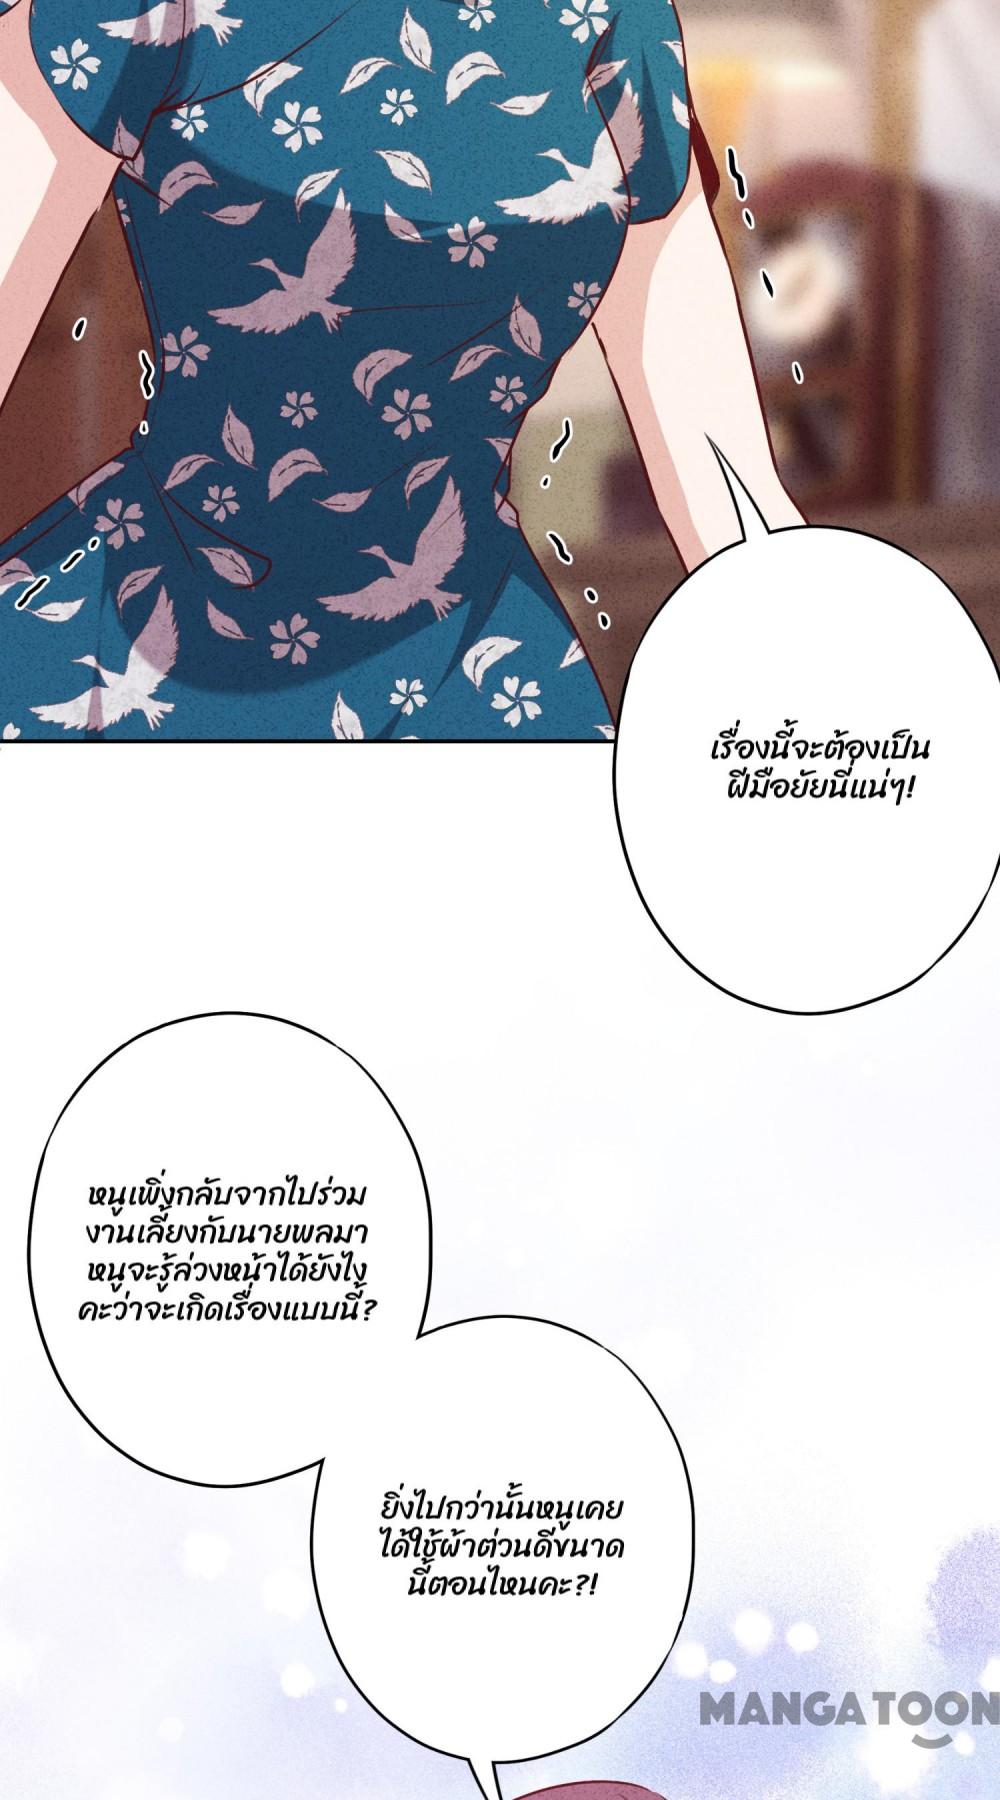 เรื่องนี้จะต้องเป็น
ฝีมือยัยนี่แน่ๆ!
หนูเพิ่งกลับจากไปร่วม
งานเลี้ยงกับนายพลมา
หนูจะรู้ล่วงหน้าได้ยังไง
คะว่าจะเกิดเรื่องแบบนี้?
ยิ่งไปกว่านั้นหนูเคย
ได้ใช้ผ้าต่วนดีขนาด
นี้ตอนไหนคะ?!
MANGATOON